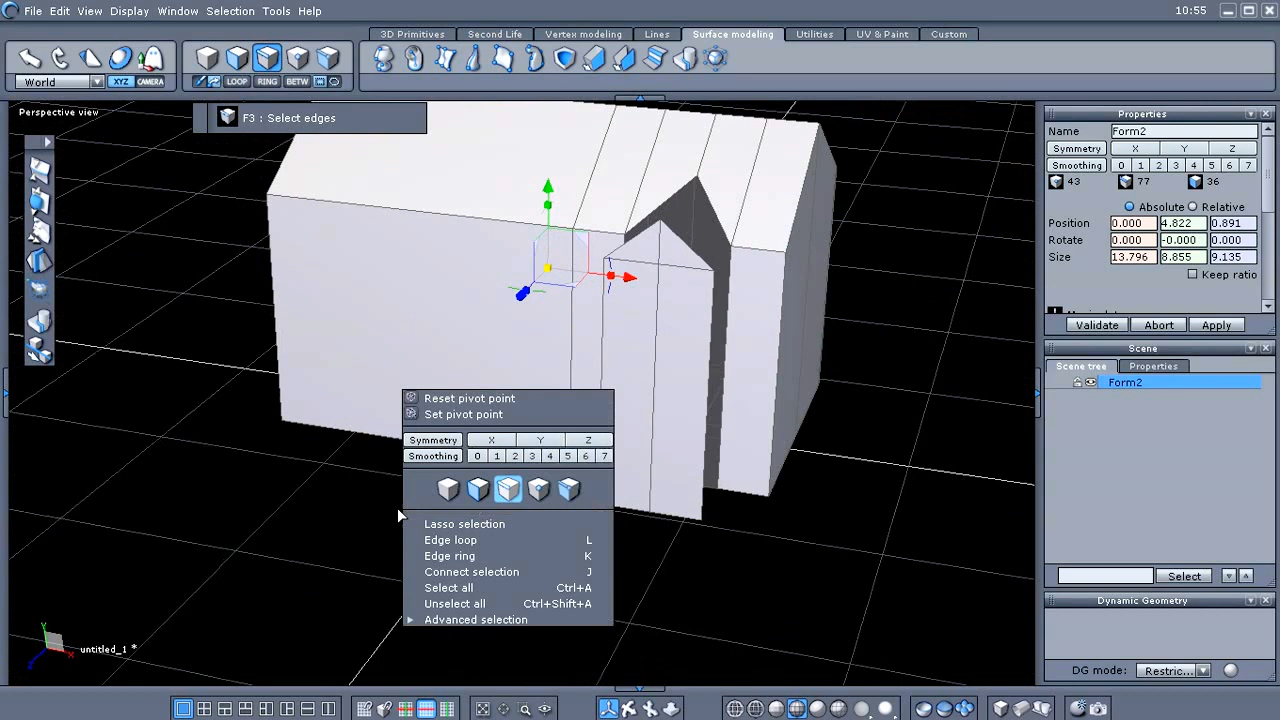 File Edit View Display Window Selection Tools Help 10:55
3D Primitives Second Life Vertex modeling Lines Surface modeling Utilities UV & Paint Custom
World XYZ CAMERA LOOP RING BETW
Perspective view
F3 : Select edges
Properties
Name Form2
Symmetry X Y Z
Smoothing 0 1 2 3 4 5 6 7
43 77 36
Absolute Relative
Position 0.000 4.822 0.891
Rotate 0.000 -0.000 0.000
Size 13.796 8.855 9.135
Keep ratio
Validate Abort Apply
Scene
Scene tree Properties
Form2
Reset pivot point
Set pivot point
Symmetry X Y Z
Smoothing 0 1 2 3 4 5 6 7
Lasso selection
Edge loop L
Edge ring K
Connect selection J
Select all Ctrl+A
Unselect all Ctrl+Shift+A
Advanced selection
Select
Dynamic Geometry
DG mode: Restric...
Y
X
untitled_1 *